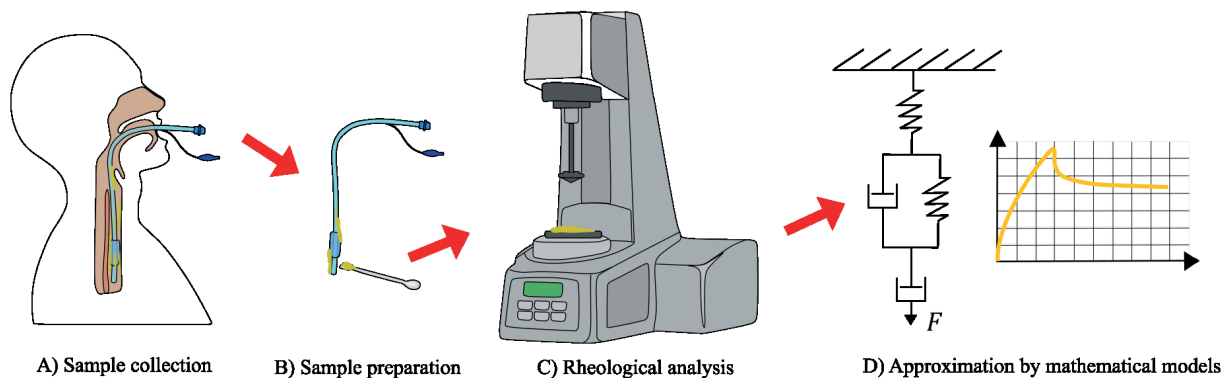 F
A) Sample collection
B) Sample preparation
C) Rheological analysis
D) Approximation by mathematical models